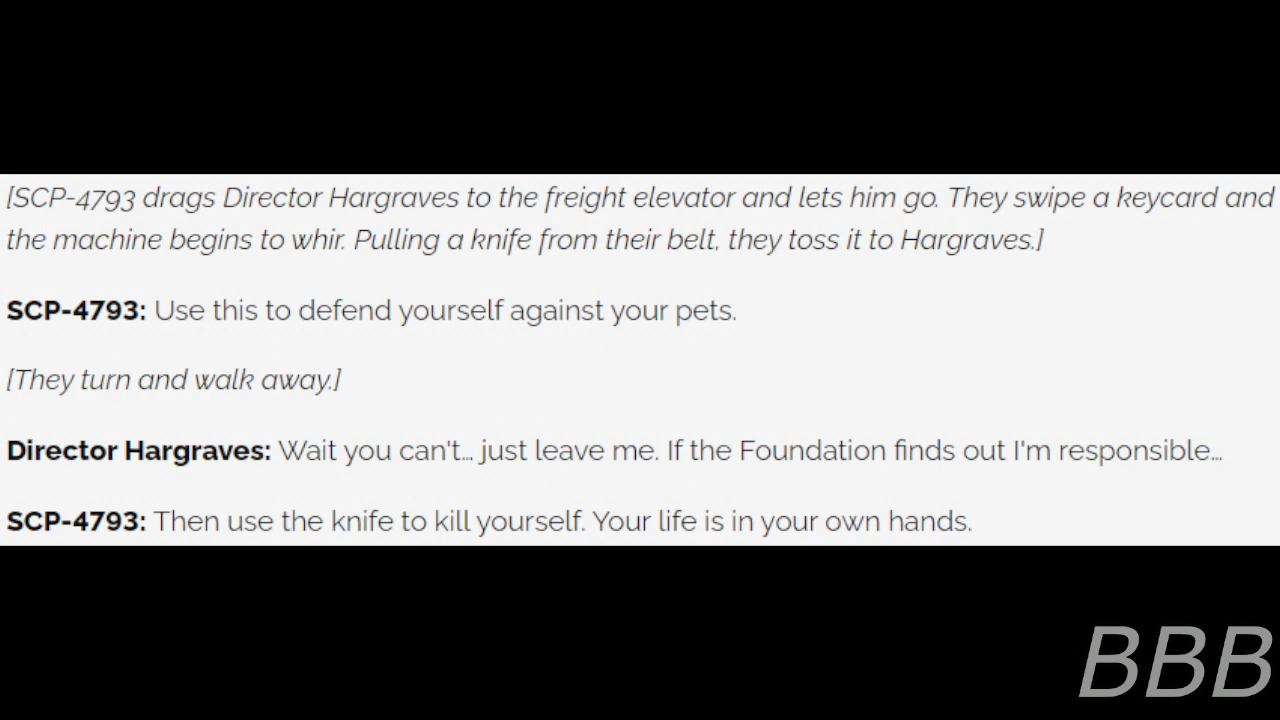 [SCP-4793 drags Director Hargraves to the freight elevator and lets him go. They swipe a keycard and
the machine begins to whir. Pulling a knife from their belt, they toss it to Hargraves.]
SCP-4793: Use this to defend yourself against your pets.
[They turn and walk away.]
Director Hargraves: Wait you can't… just leave me. If the Foundation finds out I'm responsible…
SCP-4793: Then use the knife to kill yourself. Your life is in your own hands.
BBB